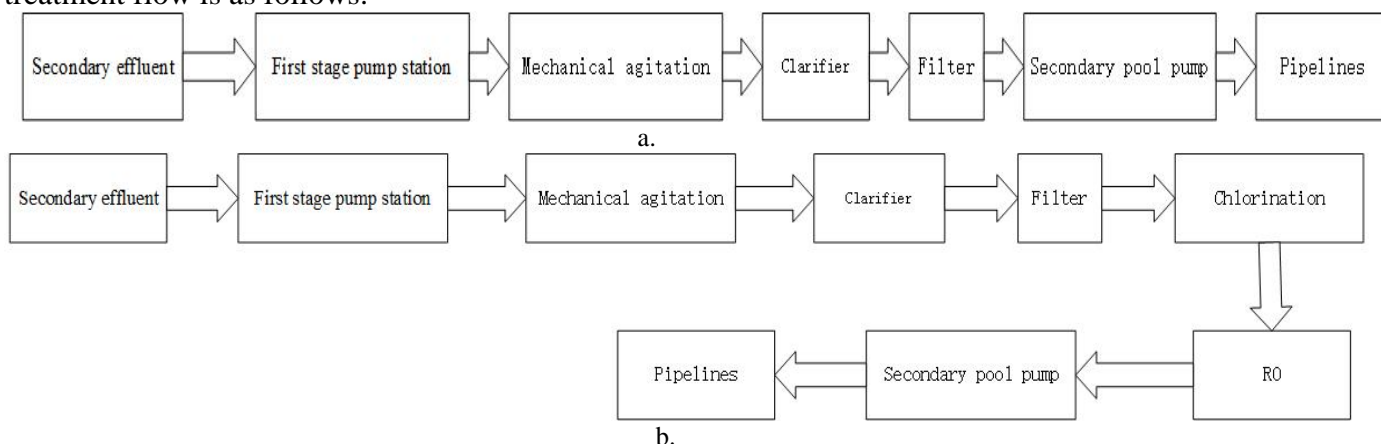 treatment flow is as follows:
Secondary effluent
First stage pump station
Mechanical agitation
Clarifier
Filter
Secondary pool pump
Pipelines
a.
Secondary effluent
First stage pump station
Mechanical agitation
Clarifier
Filter
Chlorination
Pipelines
Secondary pool pump
RO
b.